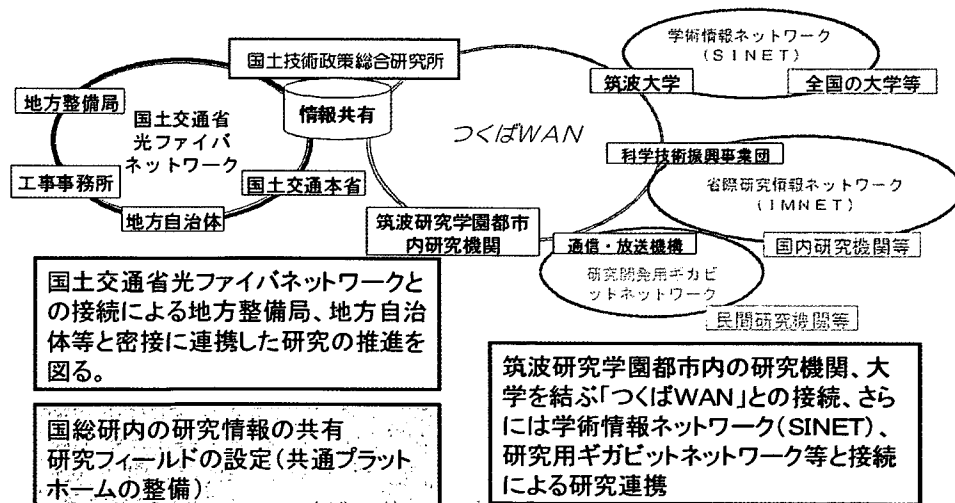 国土技術政策総合研究所
学術情報ネットワーク
(SINET)
筑波大学
全国の大学等
地方整備局
国土交通省
光ファイバ
ネットワーク
情報共有
つくばWAN
科学技術振興事業団
工事事務所
国土交通本省
省際研究情報ネットワーク
(IMNET)
地方自治体
筑波研究学園都市
内研究機関
通信・放送機構
国内研究機関等
研究開発用ギガビ
ットネットワーク
民間研究機関等
国土交通省光ファイバネットワークと
の接続による地方整備局、地方自治
体等と密接に連携した研究の推進を
図る。
国総研内の研究情報の共有
研究フィールドの設定(共通プラット
ホームの整備)
筑波研究学園都市内の研究機関、大
学を結ぶ「つくばWAN」との接続、さら
には学術情報ネットワーク(SINET)、
研究用ギガビットネットワーク等と接続
による研究連携